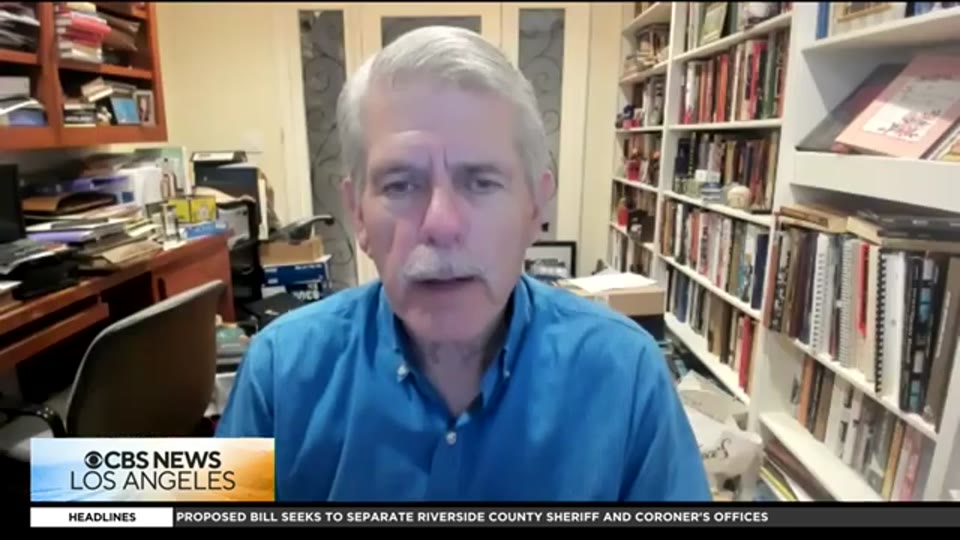 CBS NEWS
LOS ANGELES
HEADLINES
PROPOSED BILL SEEKS TO SEPARATE RIVERSIDE COUNTY SHERIFF AND CORONER'S OFFICES